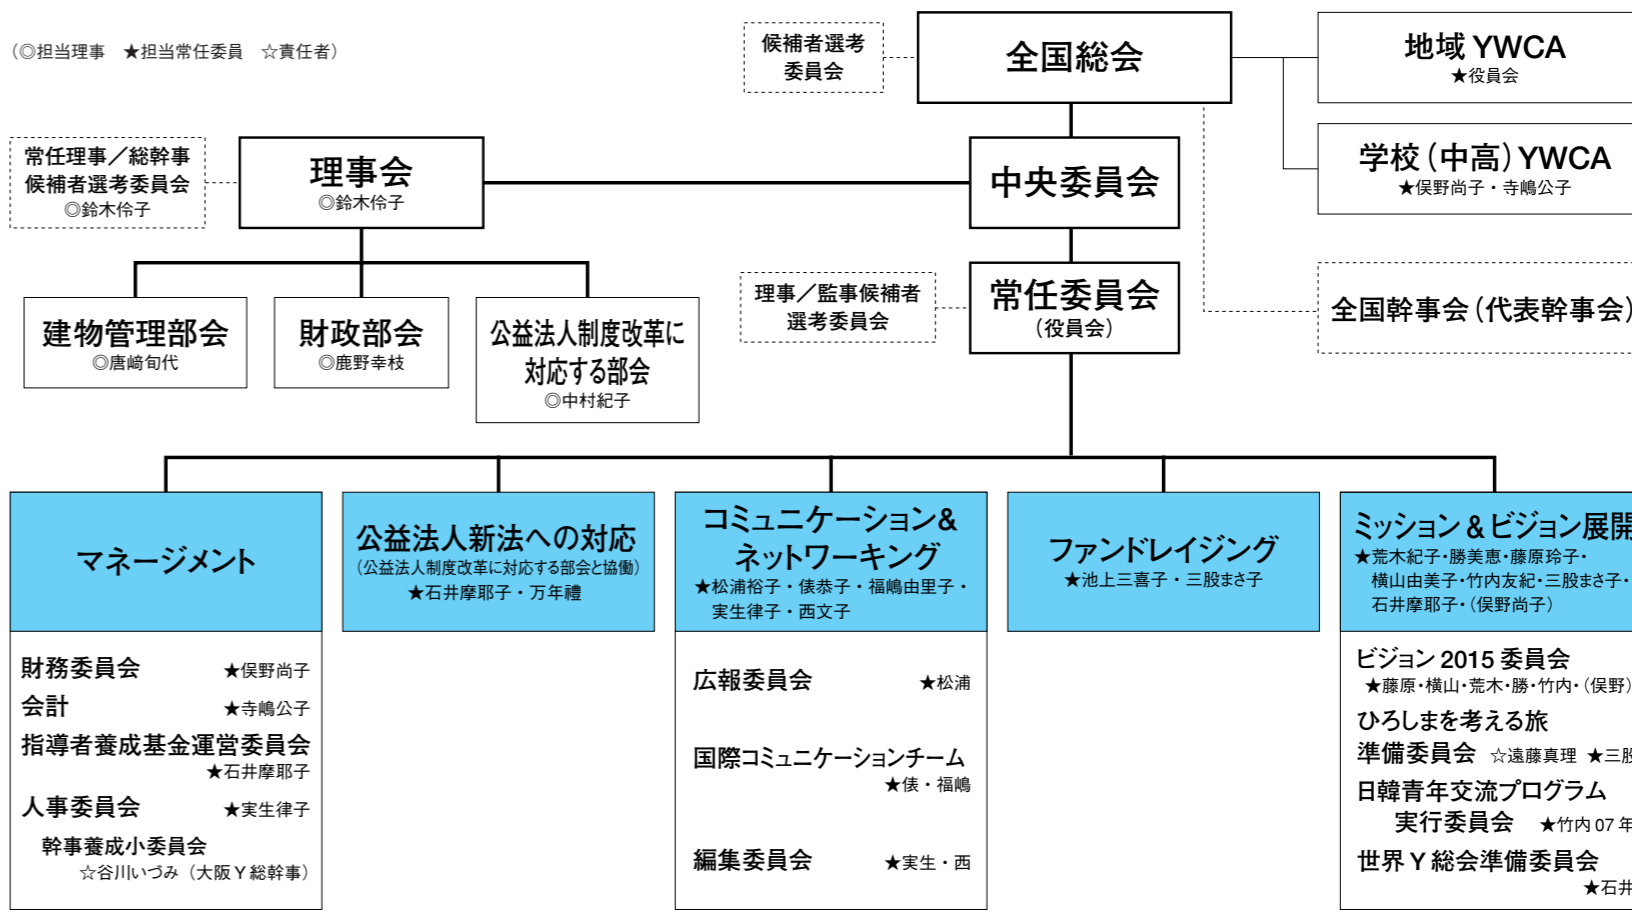 （◎担当理事　★担当常任委員　☆責任者）
候補者選考
委員会
全国総会
地域 YWCA
★役員会
学校（中高）YWCA
★俣野尚子・寺嶋公子
常任理事／総幹事
候補者選考委員会
◎鈴木伶子
理事会
◎鈴木伶子
中央委員会
理事／監事候補者
選考委員会
常任委員会
（役員会）
全国幹事会（代表幹事会）
建物管理部会
◎唐﨑旬代
財政部会
◎鹿野幸枝
公益法人制度改革に
対応する部会
◎中村紀子
マネージメント
財務委員会　★俣野尚子
会計　★寺嶋公子
指導者養成基金運営委員会
★石井摩耶子
人事委員会　★実生律子
幹事養成小委員会
☆谷川いづみ（大阪Ｙ総幹事）
公益法人新法への対応
（公益法人制度改革に対応する部会と協働）
★石井摩耶子・万年禮
コミュニケーション&
ネットワーキング
★松浦裕子・俵恭子・福嶋由里子・
実生律子・西文子
広報委員会　★松浦
国際コミュニケーションチーム
★俵・福嶋
編集委員会　★実生・西
ファンドレイジング
★池上三喜子・三股まさ子
ミッション＆ビジョン展開
★荒木紀子・勝美恵・藤原玲子・
横山由美子・竹内友紀・三股まさ子・
石井摩耶子・（俣野尚子）
ビジョン 2015 委員会
★藤原・横山・荒木・勝・竹内・（俣野）
ひろしまを考える旅
準備委員会　☆遠藤真理　★三股
日韓青年交流プログラム
実行委員会　★竹内 07 年
世界Ｙ総会準備委員会
★石井